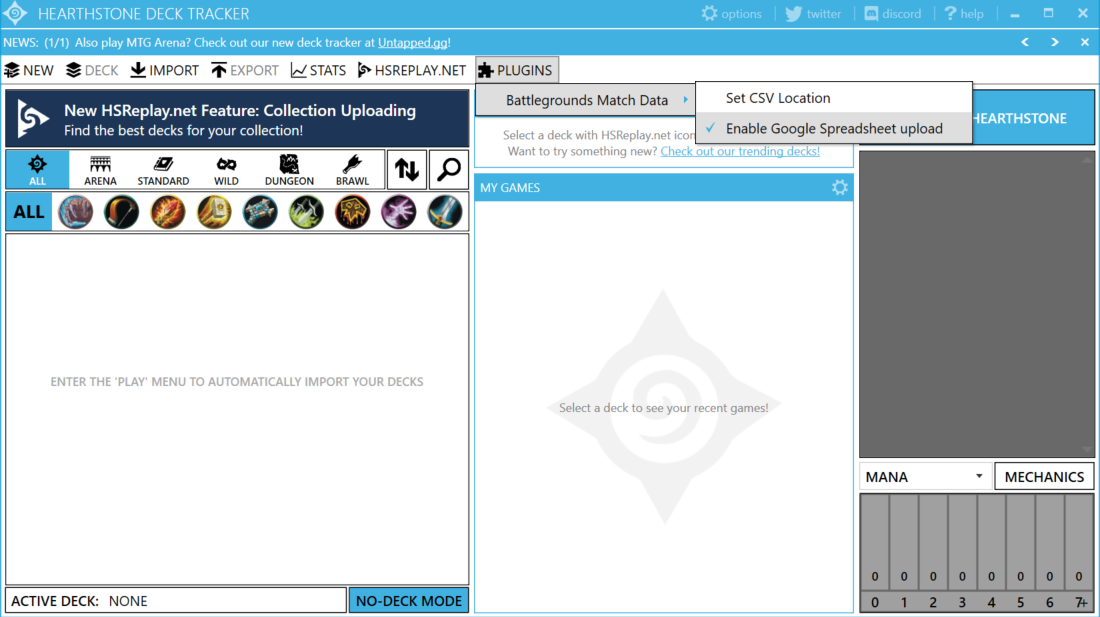 HEARTHSTONE DECK TRACKER
options
twitter
discord
? help
NEWS: (1/1) Also play MTG Arena? Check out our new deck tracker at Untapped.gg!
NEW
DECK
IMPORT
EXPORT
STATS
HSREPLAY.NET
PLUGINS
Battlegrounds Match Data
Set CSV Location
Enable Google Spreadsheet upload
New HSReplay.net Feature: Collection Uploading
Find the best decks for your collection!
HEARTHSTONE
Select a deck with HSReplay.net icon
Want to try something new? Check out our trending decks!
ALL
ARENA
STANDARD
WILD
DUNGEON
BRAWL
MY GAMES
ALL
ENTER THE 'PLAY' MENU TO AUTOMATICALLY IMPORT YOUR DECKS
Select a deck to see your recent games!
MANA
MECHANICS
0 0 0 0 0 0 0 0
0 1 2 3 4 5 6 7+
ACTIVE DECK: NONE
NO-DECK MODE